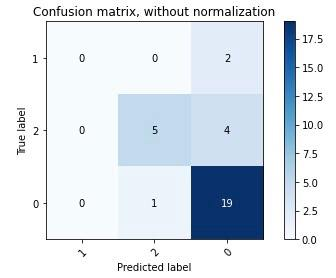 Confusion matrix, without normalization
1 0 0 2
2 0 5 4
0 0 1 19
1 2 0
True label
Predicted label
17.5
15.0
12.5
10.0
7.5
5.0
2.5
0.0